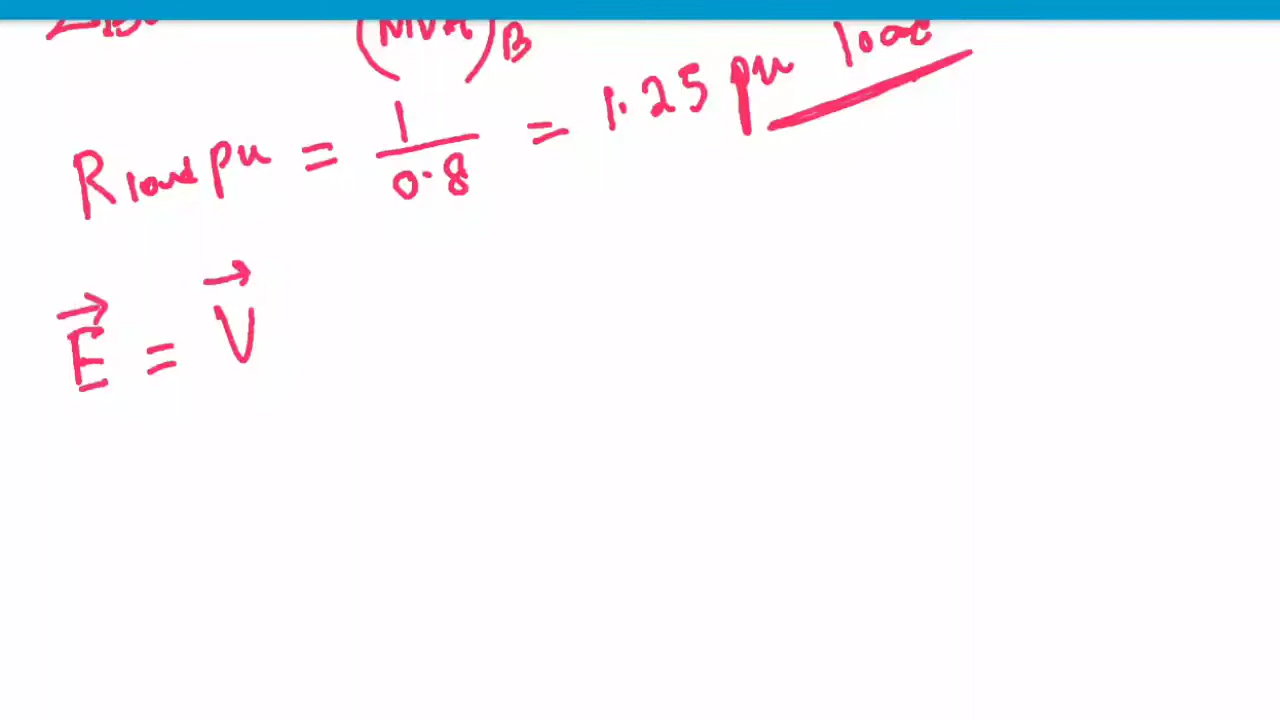 (MVA)B
R load pu = 1/0.8 = 1.25 pu load
E⃗ = V⃗